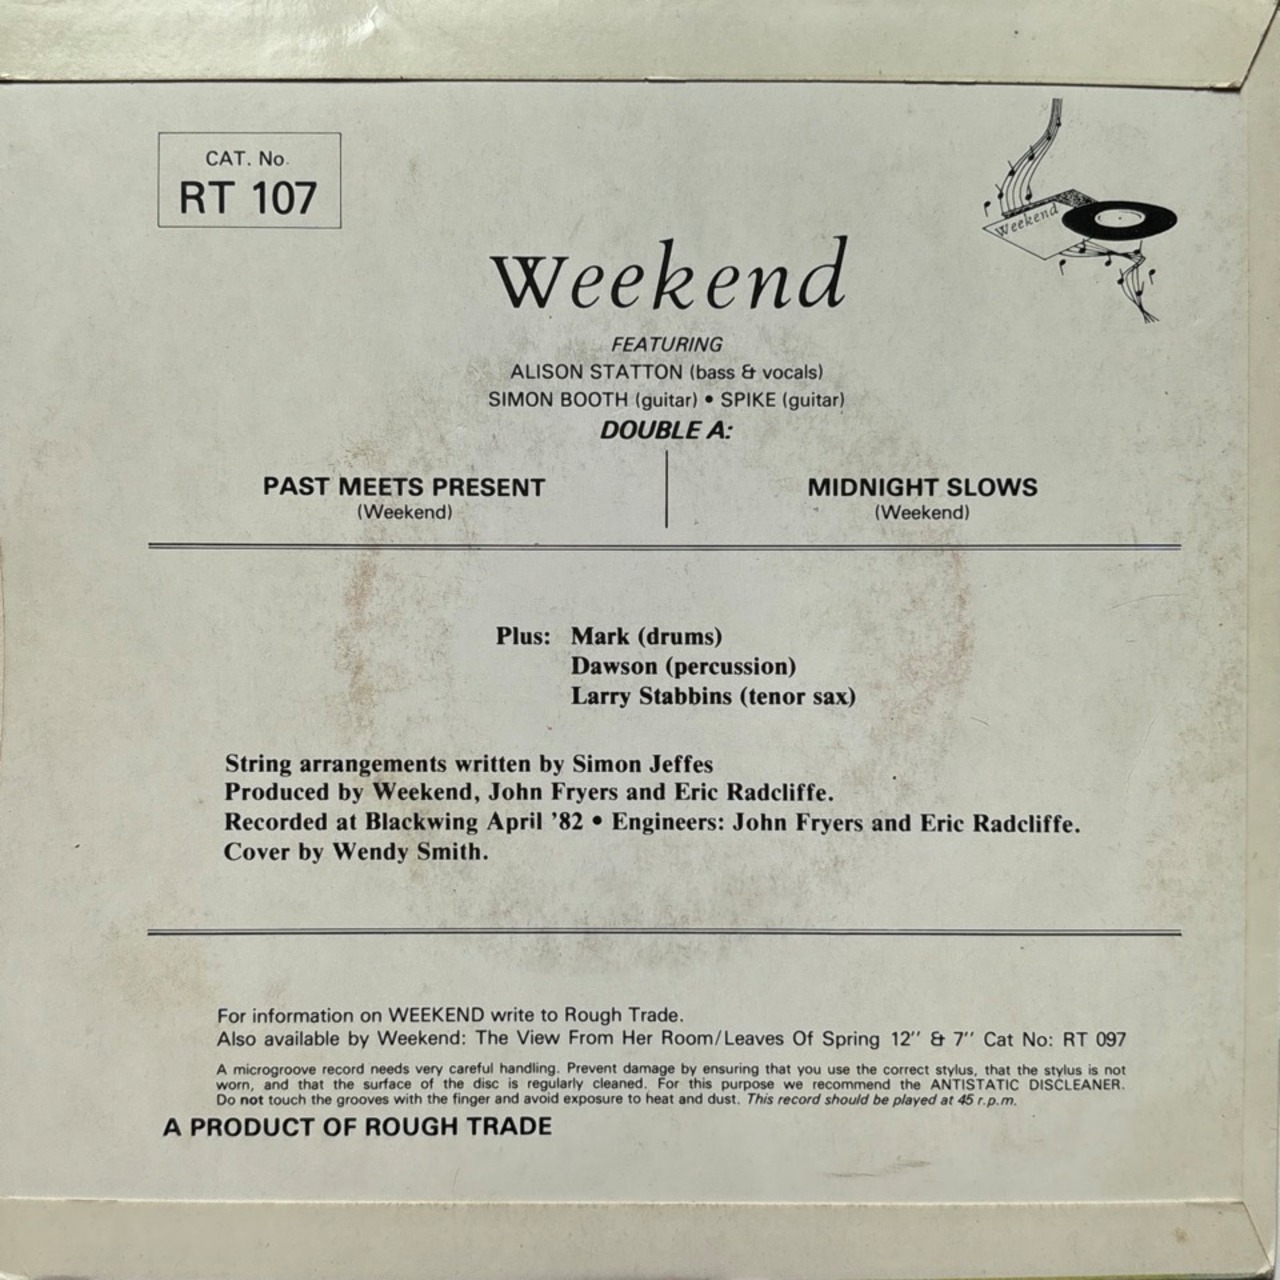 CAT. No.
RT 107
Weekend
Weekend
FEATURING
ALISON STATTON (bass & vocals)
SIMON BOOTH (guitar) • SPIKE (guitar)
DOUBLE A:
PAST MEETS PRESENT
(Weekend)
MIDNIGHT SLOWS
(Weekend)
Plus: Mark (drums)
Dawson (percussion)
Larry Stabbins (tenor sax)
String arrangements written by Simon Jeffes
Produced by Weekend, John Fryers and Eric Radcliffe.
Recorded at Blackwing April '82 • Engineers: John Fryers and Eric Radcliffe.
Cover by Wendy Smith.
For information on WEEKEND write to Rough Trade.
Also available by Weekend: The View From Her Room/Leaves Of Spring 12'' & 7'' Cat No: RT 097
A microgroove record needs very careful handling. Prevent damage by ensuring that you use the correct stylus, that the stylus is not
worn, and that the surface of the disc is regularly cleaned. For this purpose we recommend the ANTISTATIC DISCLEANER.
Do not touch the grooves with the finger and avoid exposure to heat and dust. This record should be played at 45 r.p.m.
A PRODUCT OF ROUGH TRADE